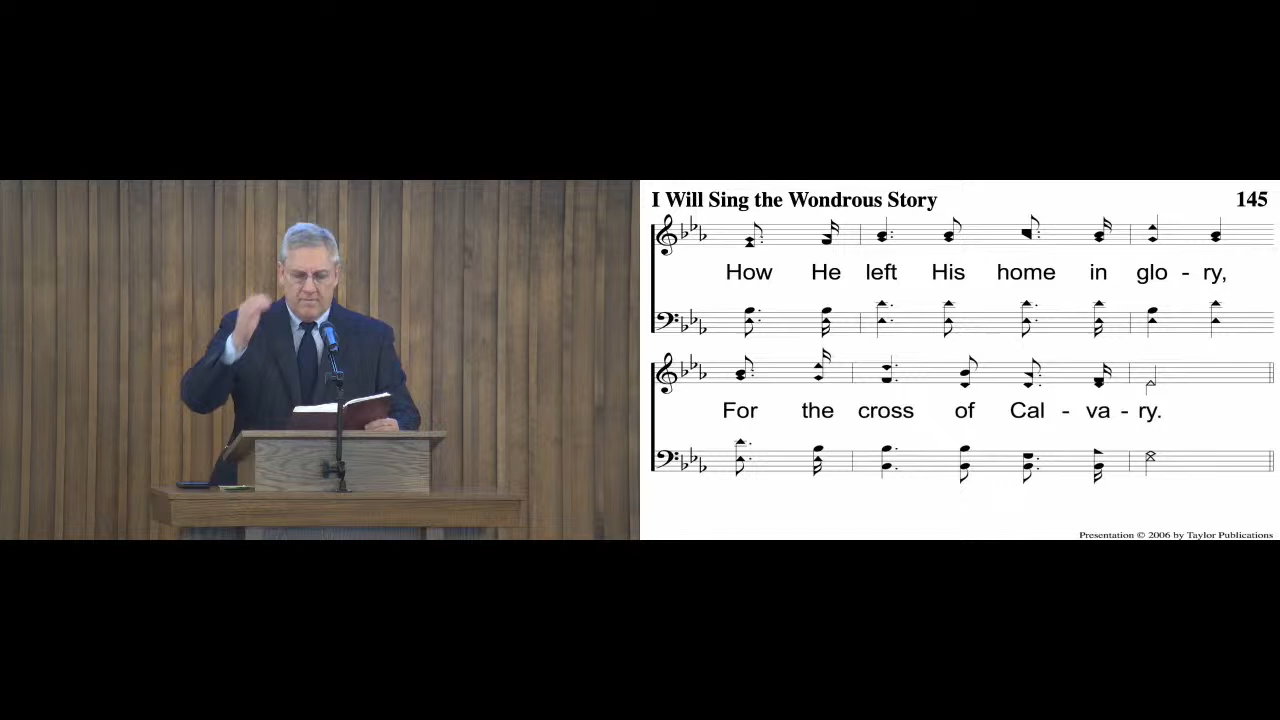 I Will Sing the Wondrous Story 145
How He left His home in glo - ry,
For the cross of Cal - va - ry.
Presentation © 2006 by Taylor Publications